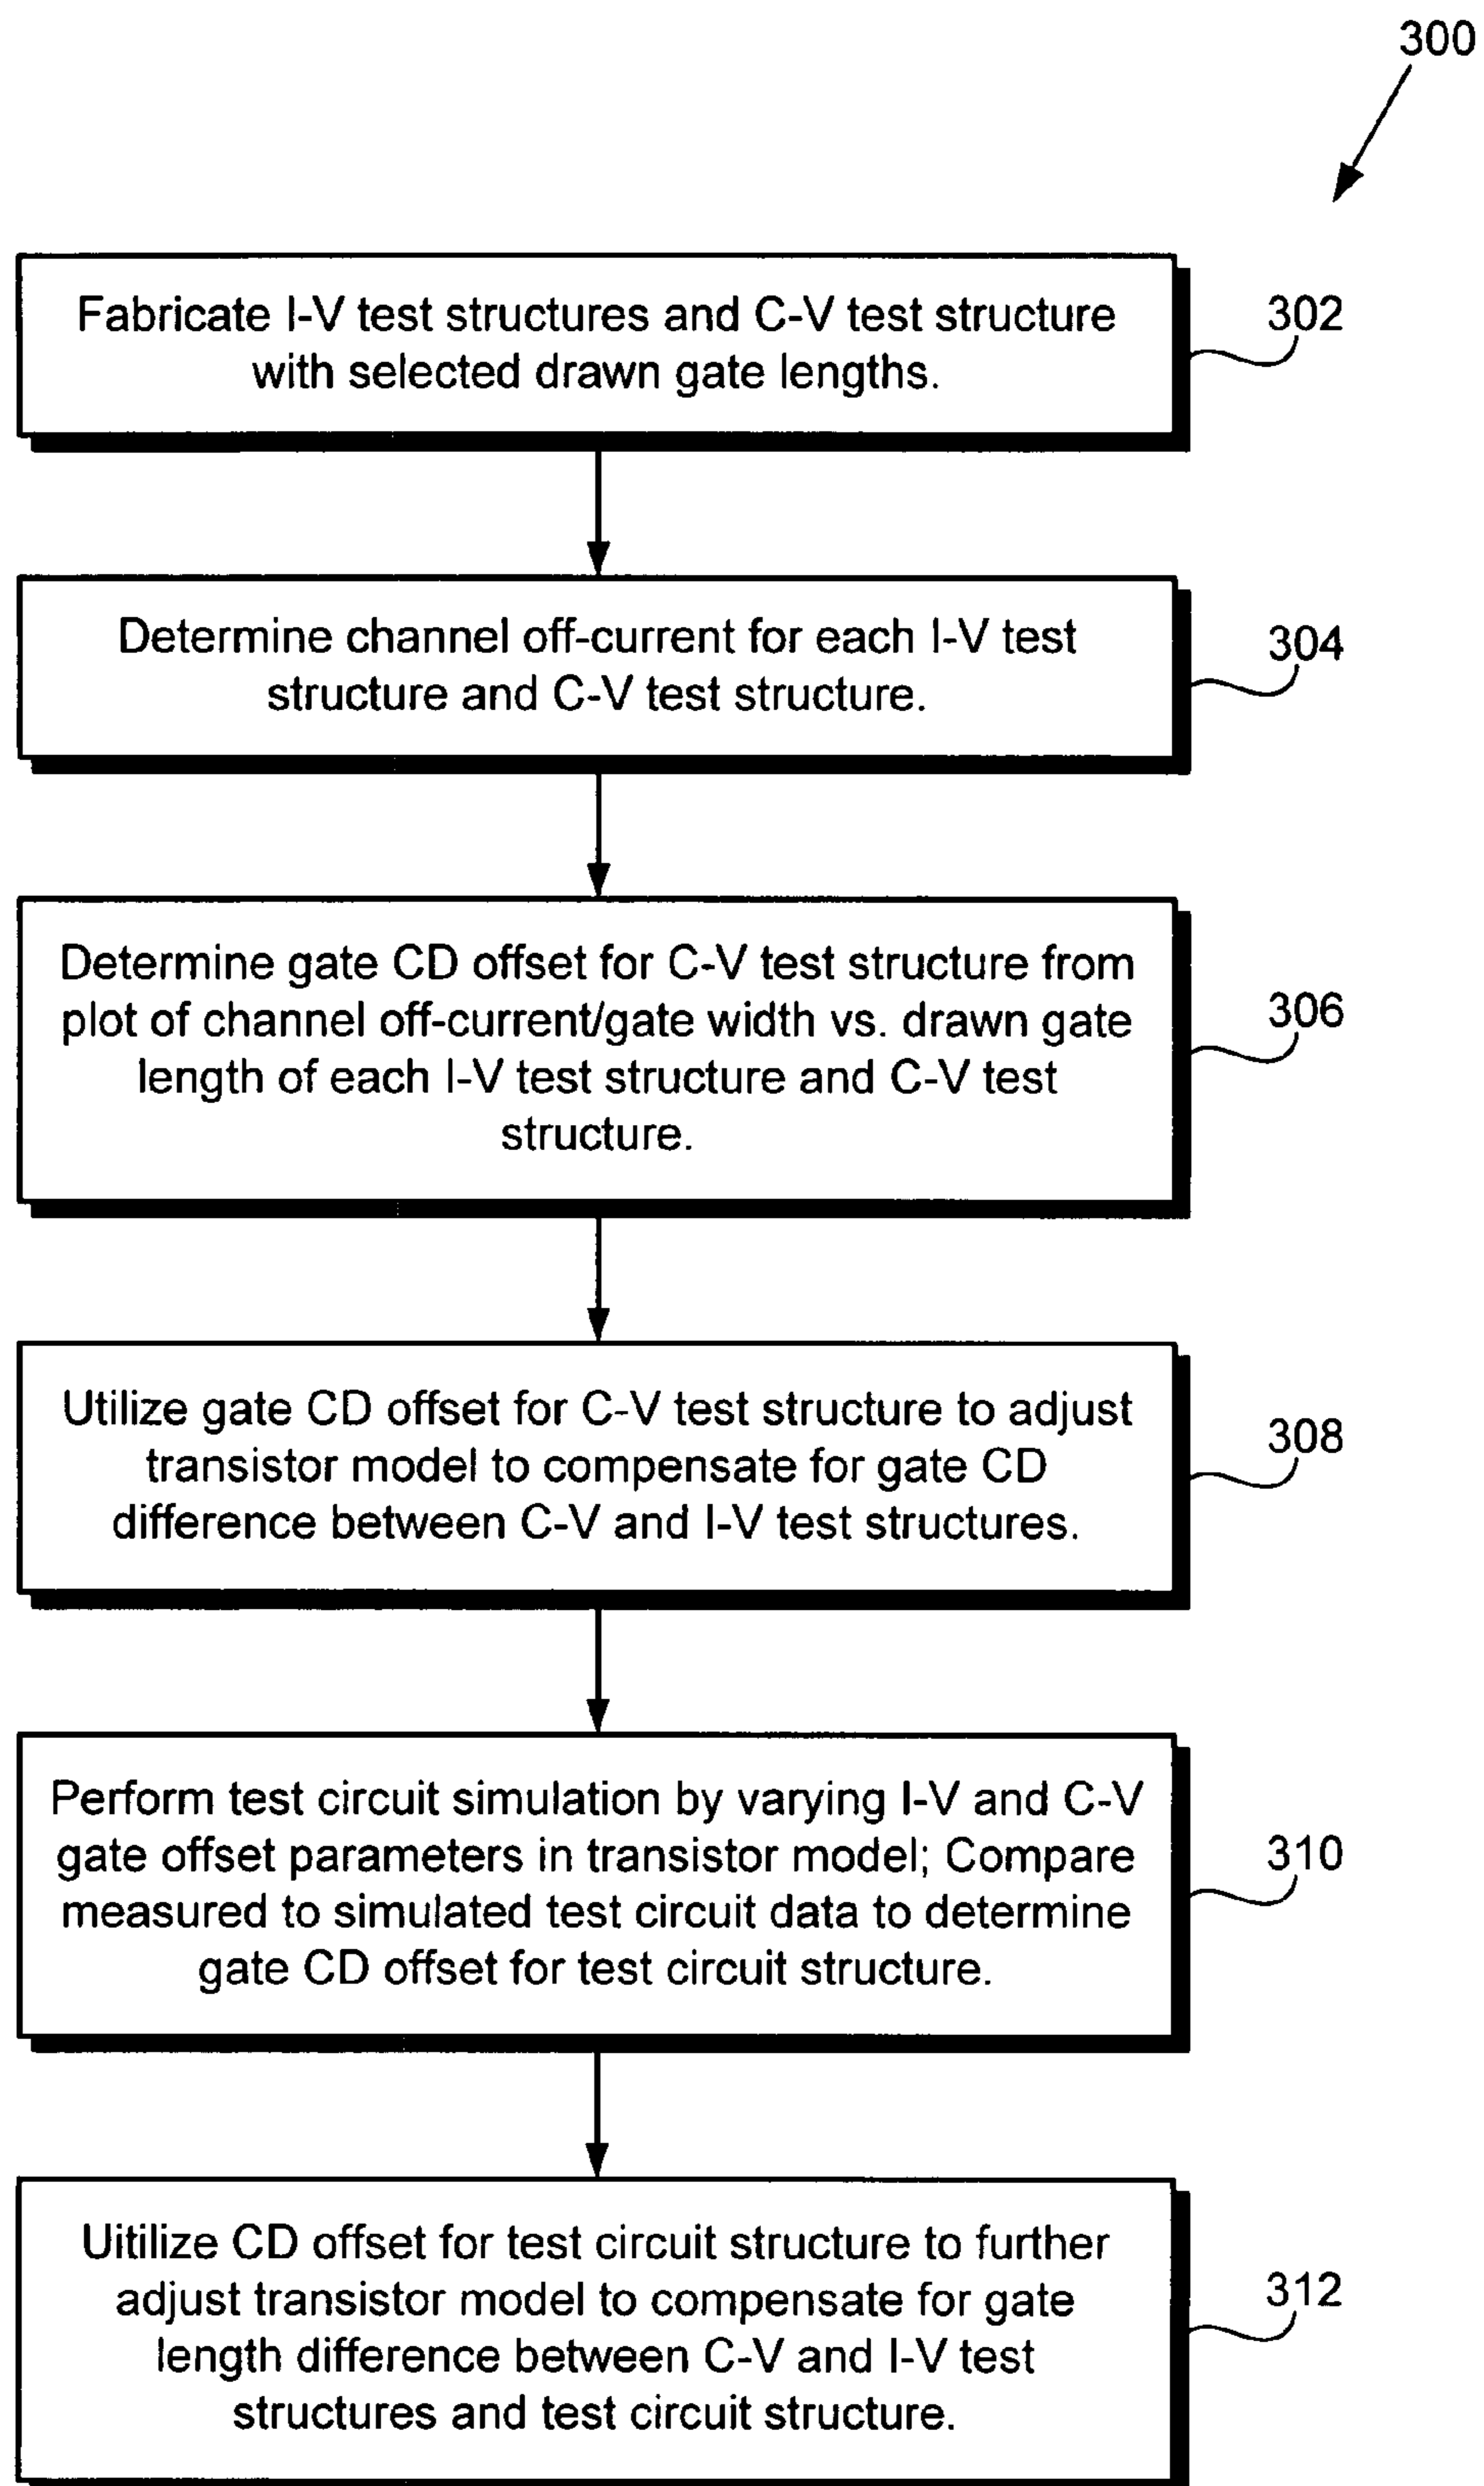 300
Fabricate I-V test structures and C-V test structure
with selected drawn gate lengths.
302
Determine channel off-current for each I-V test
structure and C-V test structure.
304
Determine gate CD offset for C-V test structure from
plot of channel off-current/gate width vs. drawn gate
length of each I-V test structure and C-V test
structure.
306
Utilize gate CD offset for C-V test structure to adjust
transistor model to compensate for gate CD
difference between C-V and I-V test structures.
308
Perform test circuit simulation by varying I-V and C-V
gate offset parameters in transistor model; Compare
measured to simulated test circuit data to determine
gate CD offset for test circuit structure.
310
Uitilize CD offset for test circuit structure to further
adjust transistor model to compensate for gate
length difference between C-V and I-V test
structures and test circuit structure.
312